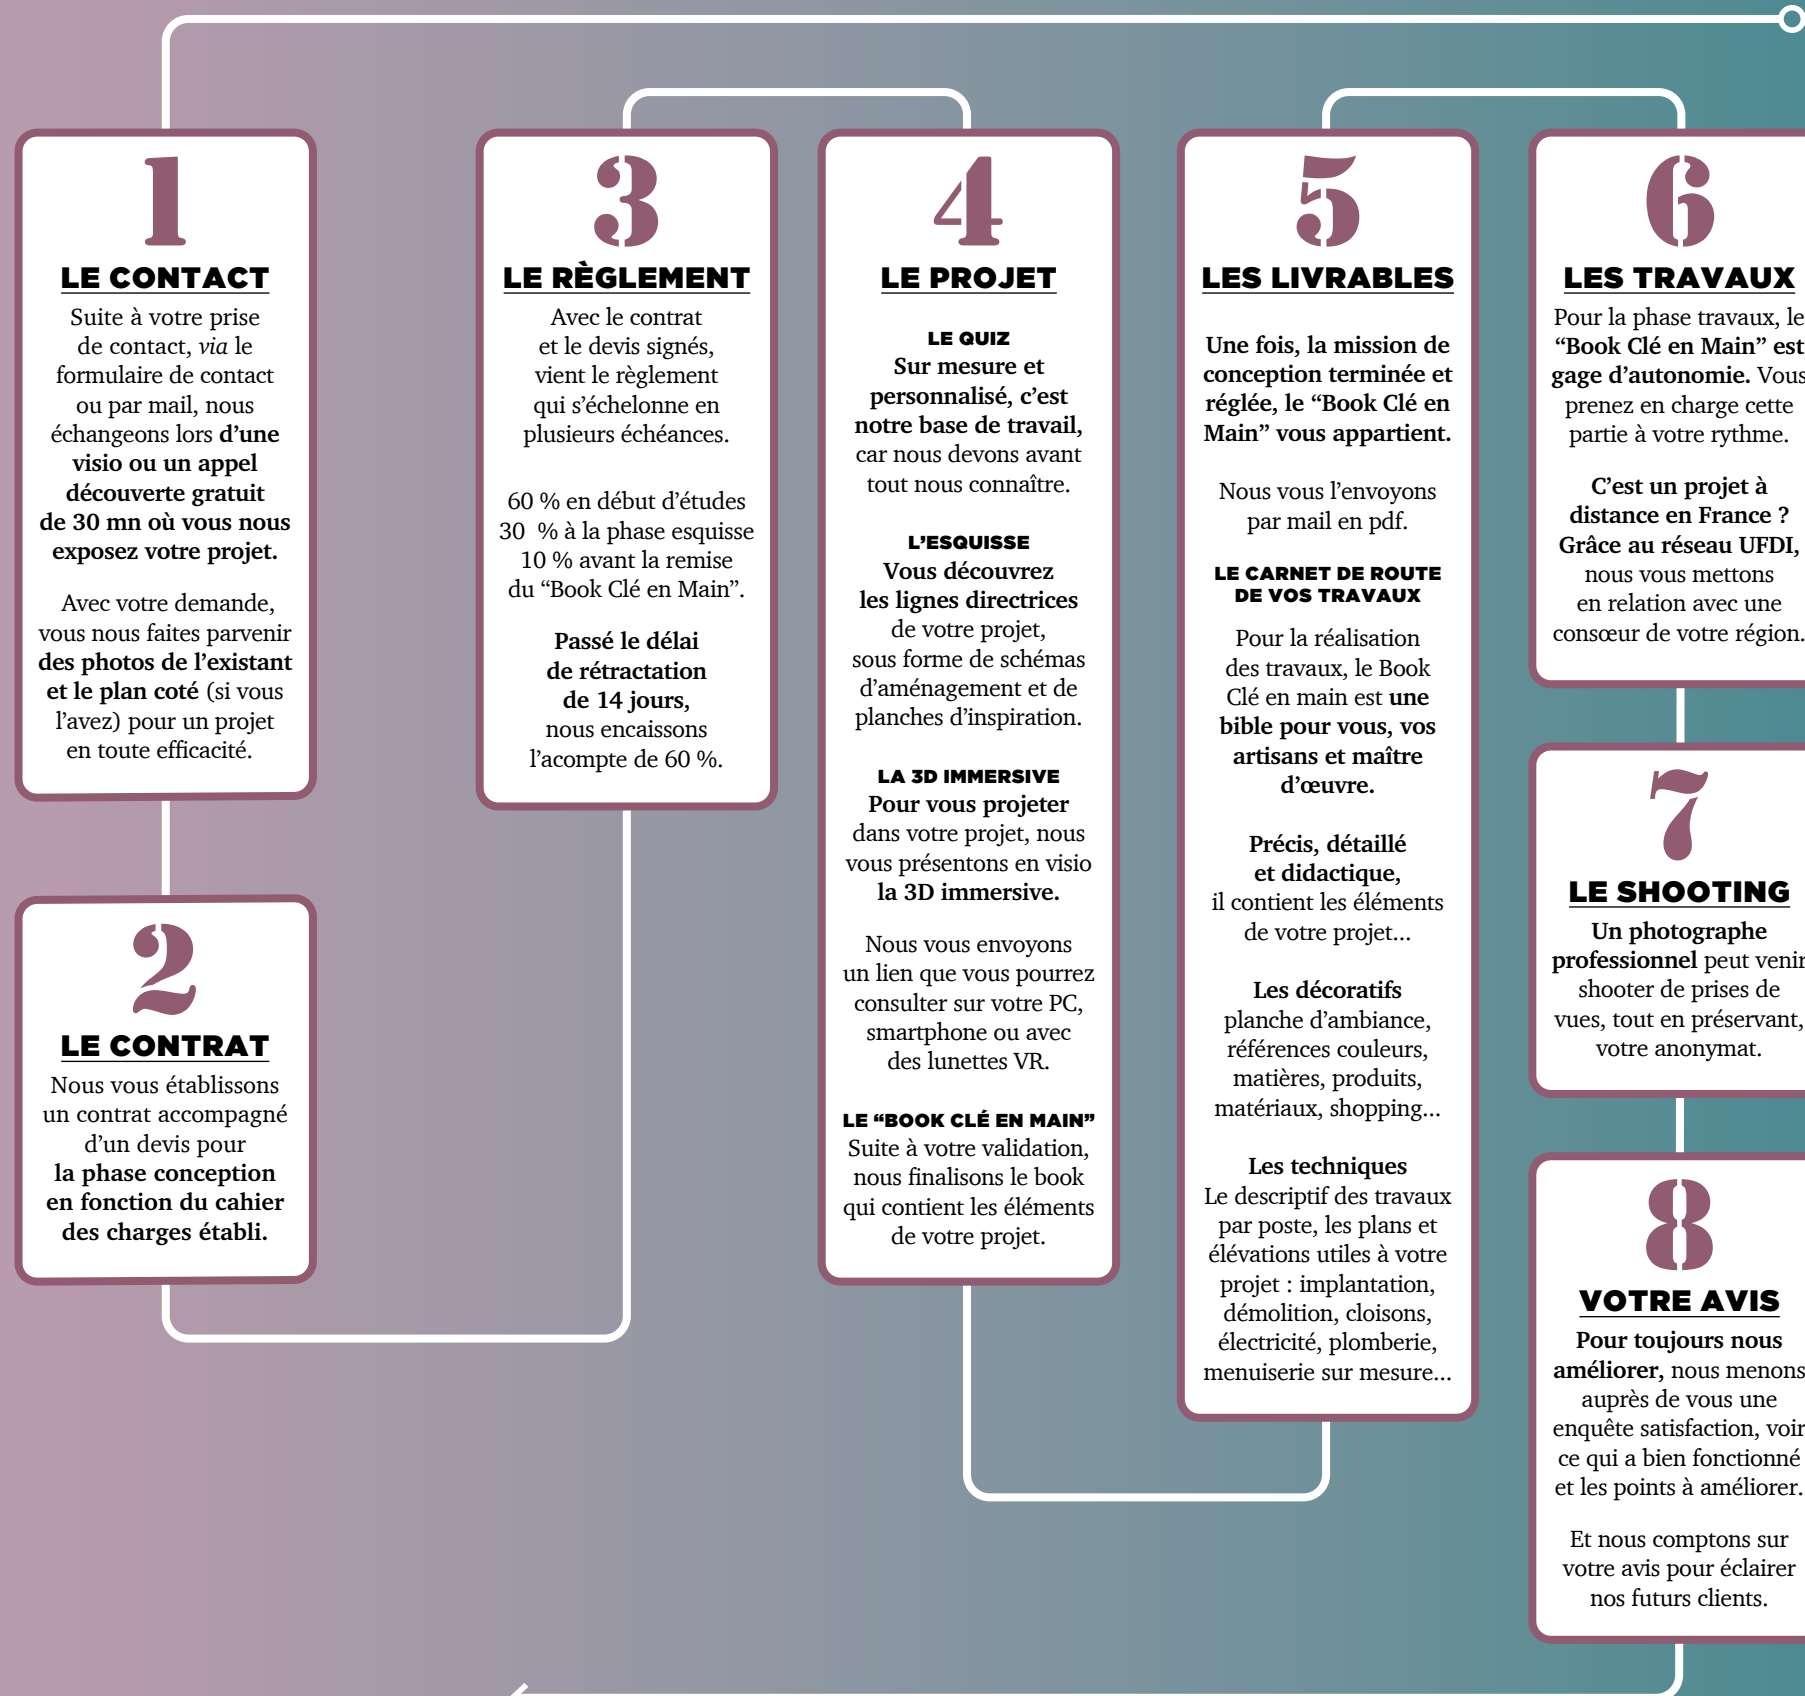 1
LE CONTACT
Suite à votre prise
de contact, via le
formulaire de contact
ou par mail, nous
échangeons lors d’une
visio ou un appel
découverte gratuit
de 30 mn où vous nous
exposez votre projet.
Avec votre demande,
vous nous faites parvenir
des photos de l’existant
et le plan coté (si vous
l’avez) pour un projet
en toute efficacité.
2
LE CONTRAT
Nous vous établissons
un contrat accompagné
d’un devis pour
la phase conception
en fonction du cahier
des charges établi.
3
LE RÈGLEMENT
Avec le contrat
et le devis signés,
vient le règlement
qui s’échelonne en
plusieurs échéances.
60 % en début d’études
30 % à la phase esquisse
10 % avant la remise
du “Book Clé en Main”.
Passé le délai
de rétractation
de 14 jours,
nous encaissons
l’acompte de 60 %.
4
LE PROJET
LE QUIZ
Sur mesure et
personnalisé, c’est
notre base de travail,
car nous devons avant
tout nous connaître.
L’ESQUISSE
Vous découvrez
les lignes directrices
de votre projet,
sous forme de schémas
d’aménagement et de
planches d’inspiration.
LA 3D IMMERSIVE
Pour vous projeter
dans votre projet, nous
vous présentons en visio
la 3D immersive.
Nous vous envoyons
un lien que vous pourrez
consulter sur votre PC,
smartphone ou avec
des lunettes VR.
LE “BOOK CLÉ EN MAIN”
Suite à votre validation,
nous finalisons le book
qui contient les éléments
de votre projet.
5
LES LIVRABLES
Une fois, la mission de
conception terminée et
réglée, le “Book Clé en
Main” vous appartient.
Nous vous l’envoyons
par mail en pdf.
LE CARNET DE ROUTE
DE VOS TRAVAUX
Pour la réalisation
des travaux, le Book
Clé en main est une
bible pour vous, vos
artisans et maître
d’œuvre.
Précis, détaillé
et didactique,
il contient les éléments
de votre projet...
Les décoratifs
planche d’ambiance,
références couleurs,
matières, produits,
matériaux, shopping...
Les techniques
Le descriptif des travaux
par poste, les plans et
élévations utiles à votre
projet : implantation,
démolition, cloisons,
électricité, plomberie,
menuiserie sur mesure...
6
LES TRAVAUX
Pour la phase travaux, le
“Book Clé en Main” est
gage d’autonomie. Vous
prenez en charge cette
partie à votre rythme.
C’est un projet à
distance en France ?
Grâce au réseau UFDI,
nous vous mettons
en relation avec une
consœur de votre région.
7
LE SHOOTING
Un photographe
professionnel peut venir
shooter de prises de
vues, tout en préservant,
votre anonymat.
8
VOTRE AVIS
Pour toujours nous
améliorer, nous menons
auprès de vous une
enquête satisfaction, voir
ce qui a bien fonctionné
et les points à améliorer.
Et nous comptons sur
votre avis pour éclairer
nos futurs clients.